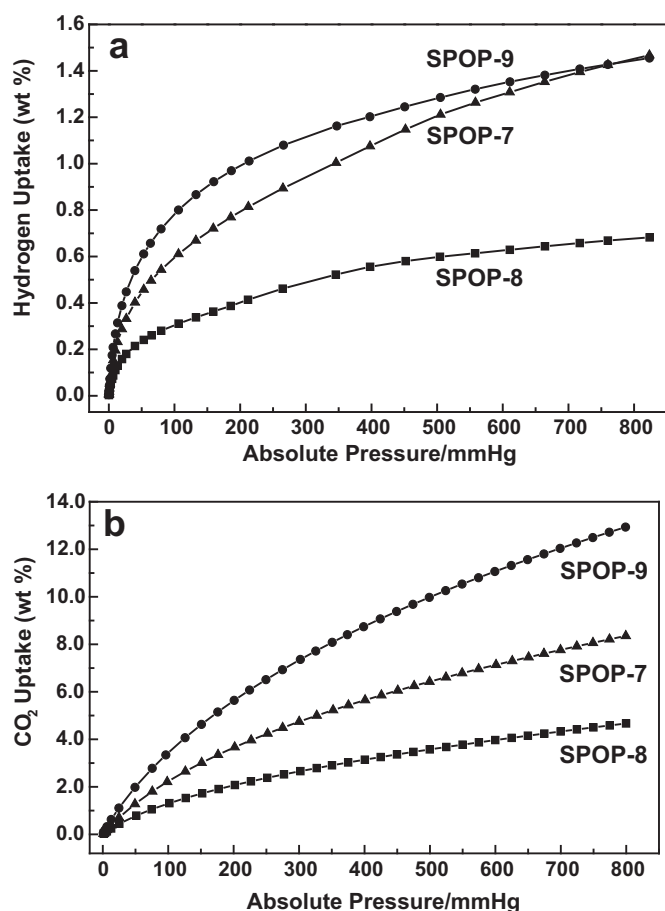 a
Hydrogen Uptake (wt %)
1.6
1.4
1.2
1.0
0.8
0.6
0.4
0.2
0.0
SPOP-9
SPOP-7
SPOP-8
0 100 200 300 400 500 600 700 800
Absolute Pressure/mmHg
b
CO₂ Uptake (wt %)
14.0
12.0
10.0
8.0
6.0
4.0
2.0
0.0
SPOP-9
SPOP-7
SPOP-8
0 100 200 300 400 500 600 700 800
Absolute Pressure/mmHg